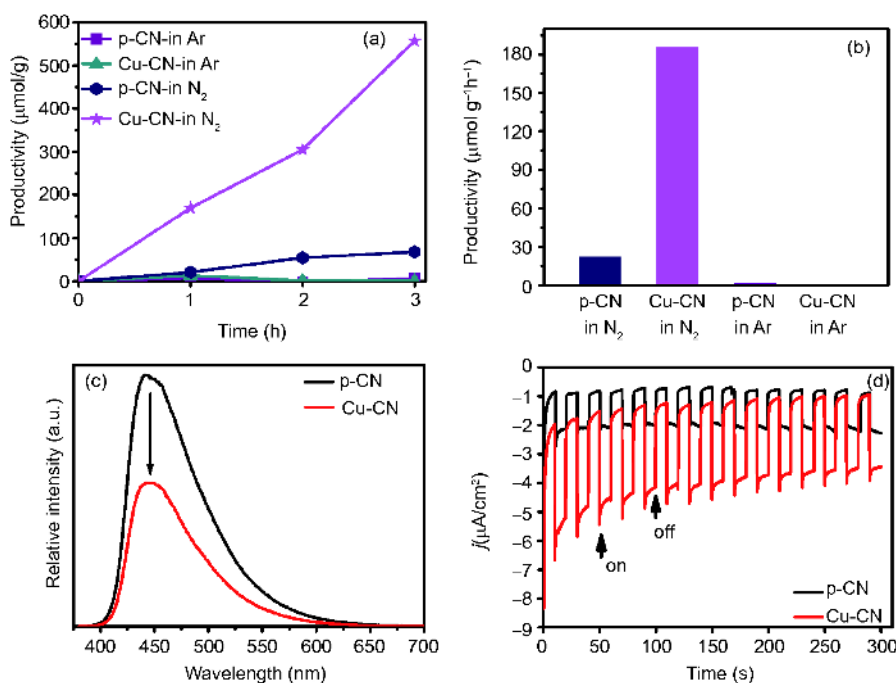 (a)
p-CN-in Ar
Cu-CN-in Ar
p-CN-in N₂
Cu-CN-in N₂
600
500
400
300
200
100
0
0 1 2 3
Productivity (μmol/g)
Time (h)
(b)
180
150
120
90
60
30
0
Productivity (μmol g⁻¹h⁻¹)
p-CN Cu-CN p-CN Cu-CN
in N₂ in N₂ in Ar in Ar
(c)
p-CN
Cu-CN
Relative intensity (a.u.)
400 450 500 550 600 650 700
Wavelength (nm)
(d)
0
−1
−2
−3
−4
−5
−6
−7
−8
−9
j(μA/cm²)
off
on
p-CN
Cu-CN
0 50 100 150 200 250 300
Time (s)